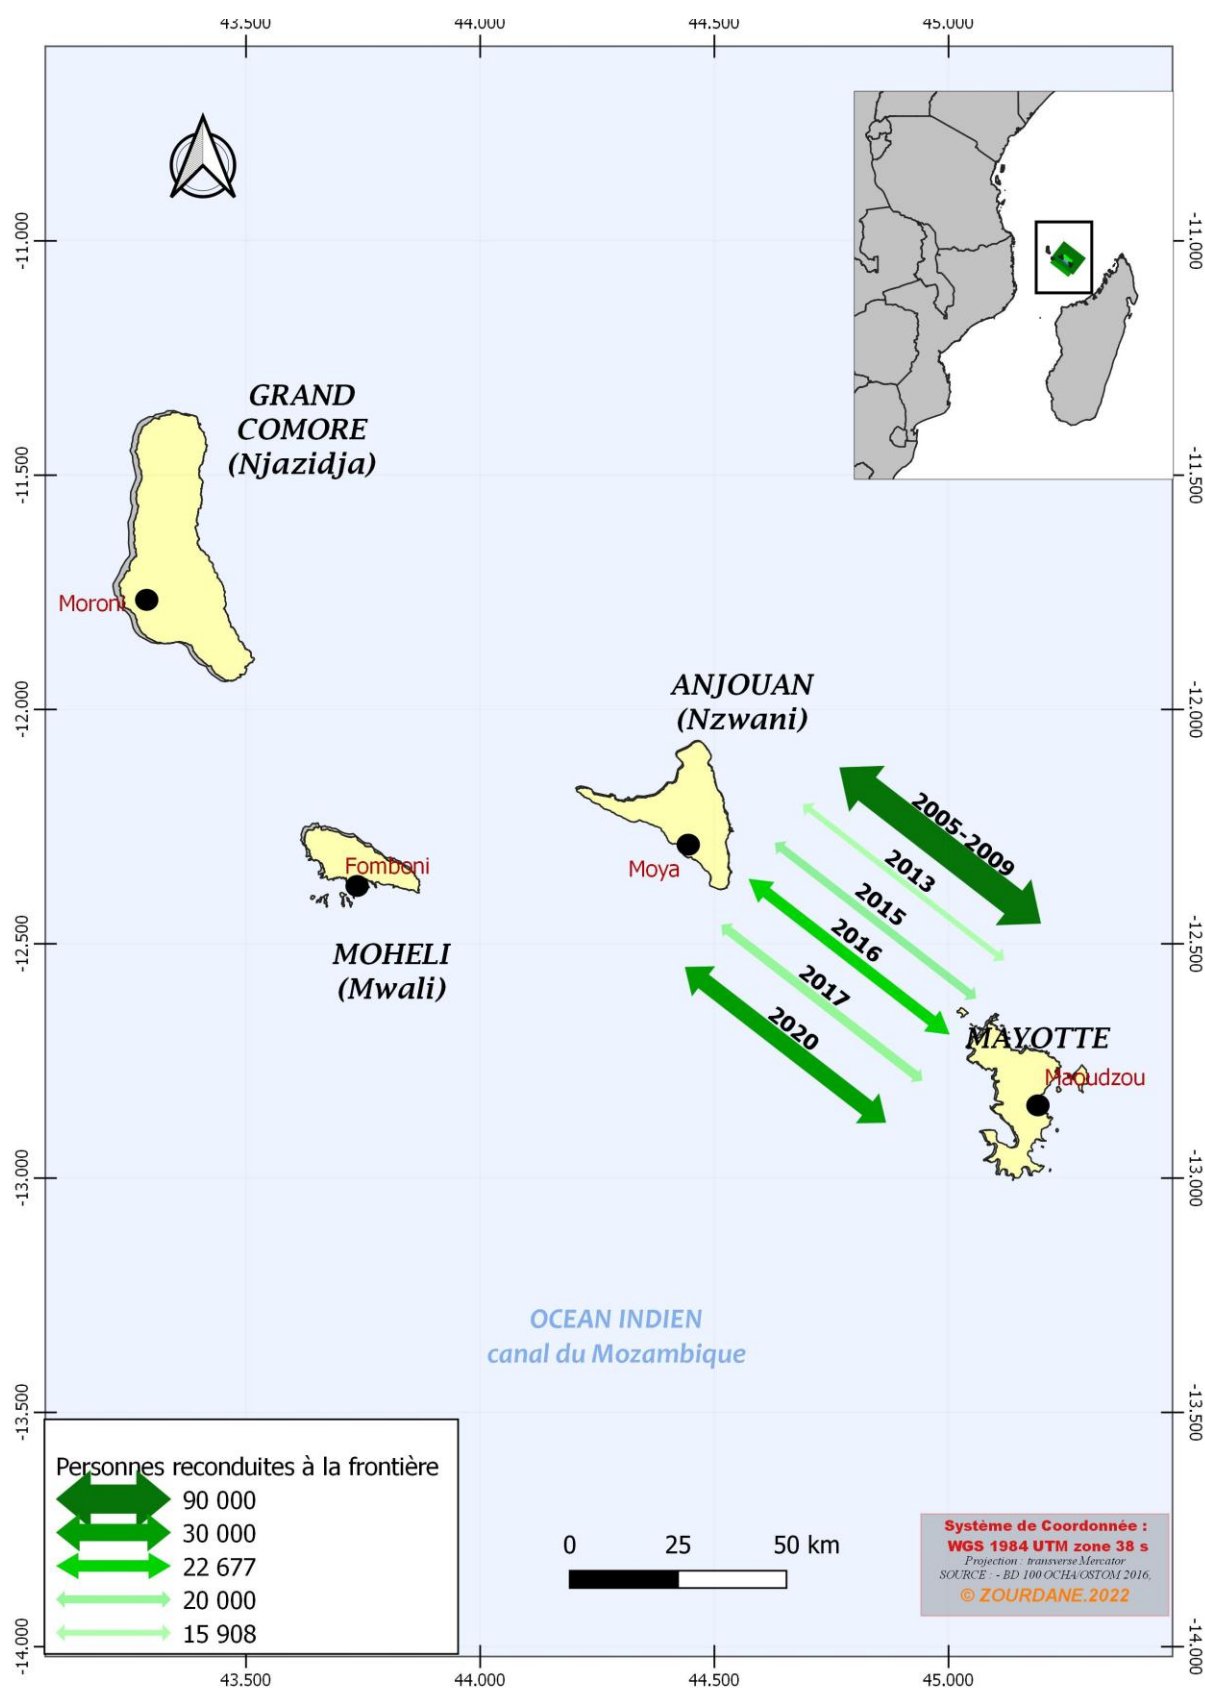 43.500 44.000 44.500 45.000
-11.000 -11.000
GRAND
COMORE
(Njazidja)
-11.500 -11.500
Moroni
ANJOUAN
(Nzwani)
-12.000 -12.000
2005-2009
2013
2015
2016
2017
2020
Moya
Fomboni
-12.500 -12.500
MOHELI
(Mwali)
MAYOTTE
Maoudzou
-13.000 -13.000
OCEAN INDIEN
canal du Mozambique
-13.500 -13.500
Personnes reconduites à la frontière
90 000
30 000
22 677
20 000
15 908
0 25 50 km
Système de Coordonnée :
WGS 1984 UTM zone 38 s
Projection : transverse Mercator
SOURCE : - BD 100 OCHA/OSTOM 2016,
© ZOURDANE.2022
-14.000 -14.000
43.500 44.000 44.500 45.000